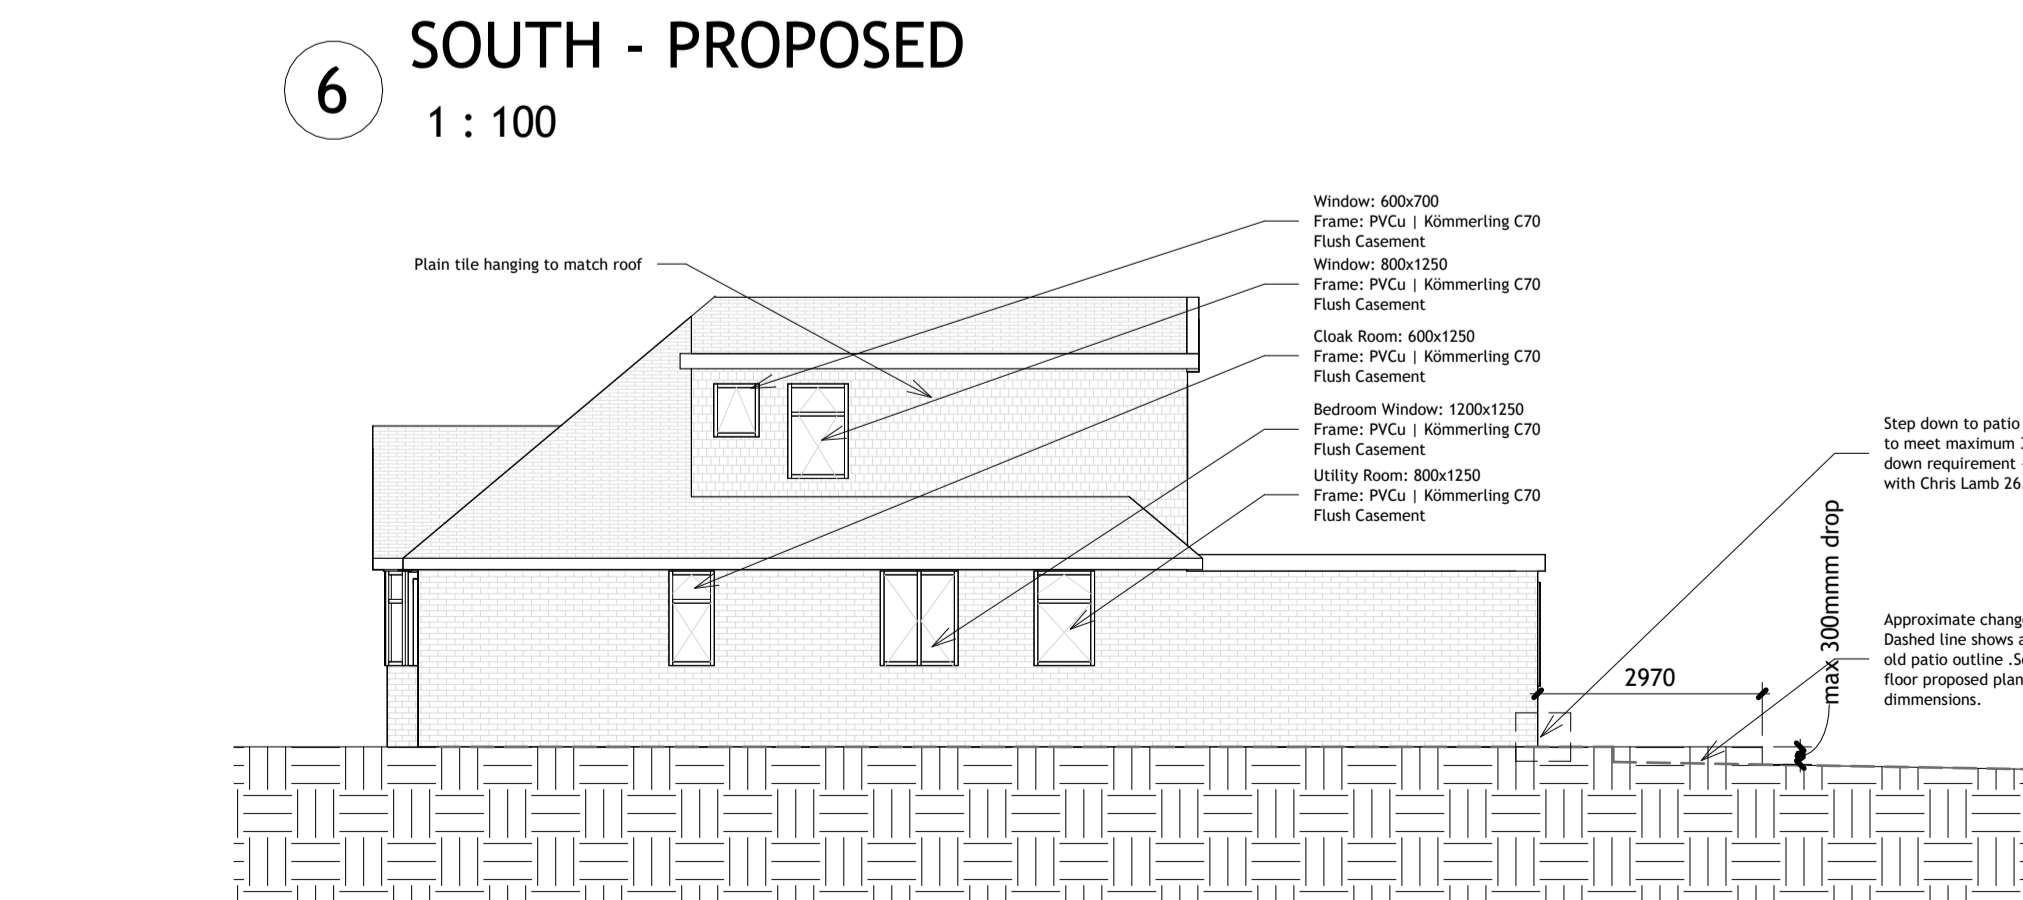 6
SOUTH - PROPOSED
1 : 100
Plain tile hanging to match roof
Window: 600x700
Frame: PVCu | Kömmerling C70
Flush Casement
Window: 800x1250
Frame: PVCu | Kömmerling C70
Flush Casement
Cloak Room: 600x1250
Frame: PVCu | Kömmerling C70
Flush Casement
Bedroom Window: 1200x1250
Frame: PVCu | Kömmerling C70
Flush Casement
Utility Room: 800x1250
Frame: PVCu | Kömmerling C70
Flush Casement
Step down to patio
to meet maximum
down requirement
with Chris Lamb 26
max 300mmm drop
Approximate chang
Dashed line shows a
old patio outline .S
floor proposed plan
dimmensions.
2970